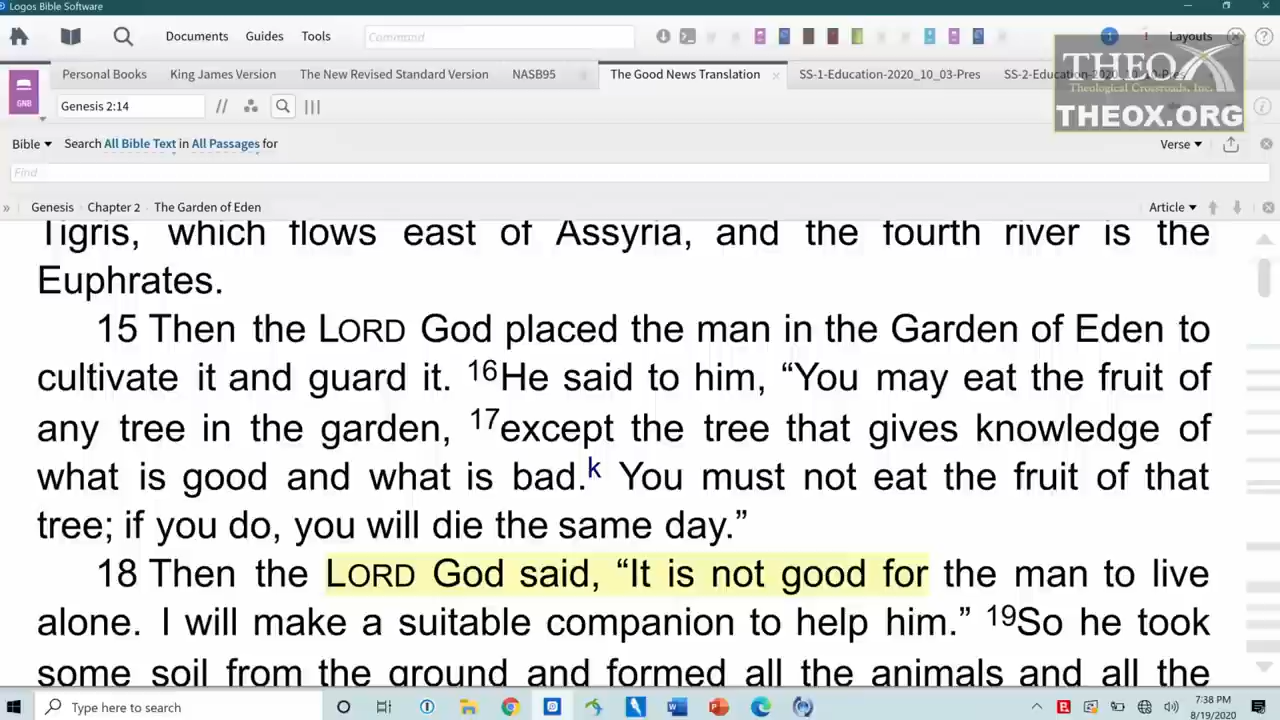 Logos Bible Software
Documents Guides Tools Command Layouts
THEOX
Theological Crossroads, Inc.
THEOX.ORG
Personal Books King James Version The New Revised Standard Version NASB95 The Good News Translation SS-1-Education-2020_10_03-Pres SS-2-Education-2020_10_10-Pres
GNB
Genesis 2:14
Bible Search All Bible Text in All Passages for Verse
Find
» Genesis Chapter 2 The Garden of Eden Article
Tigris, which flows east of Assyria, and the fourth river is the
Euphrates.
15 Then the LORD God placed the man in the Garden of Eden to
cultivate it and guard it. 16He said to him, “You may eat the fruit of
any tree in the garden, 17except the tree that gives knowledge of
what is good and what is bad.k You must not eat the fruit of that
tree; if you do, you will die the same day.”
18 Then the LORD God said, “It is not good for the man to live
alone. I will make a suitable companion to help him.” 19So he took
some soil from the ground and formed all the animals and all the
Type here to search
7:38 PM
8/19/2020